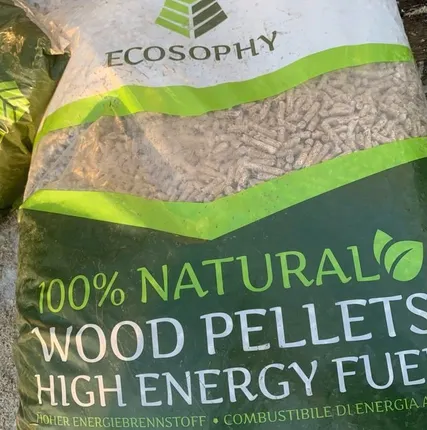 ECOSOPHY
100% NATURAL
WOOD PELLETS
HIGH ENERGY FUE
HOHER ENERGIEBRENNSTOFF • COMBUSTIBILE DI ENERGIA A